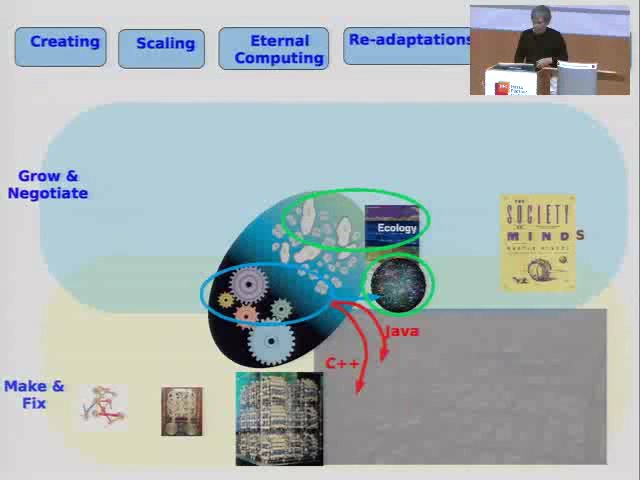 Creating
Scaling
Eternal
Computing
Re-adaptations
Grow &
Negotiate
Ecology
THE
SOCIETY
OF
MINDS
MARVIN MINSKY
Java
C++
Make &
Fix